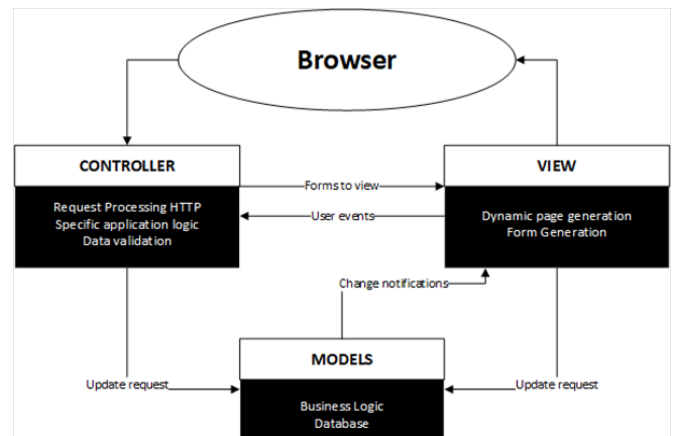 Browser
CONTROLLER
VIEW
Forms to view
Request Processing HTTP
Specific application logic
Data validation
User events
Dynamic page generation
Form Generation
Change notifications
MODELS
Update request
Update request
Business Logic
Database